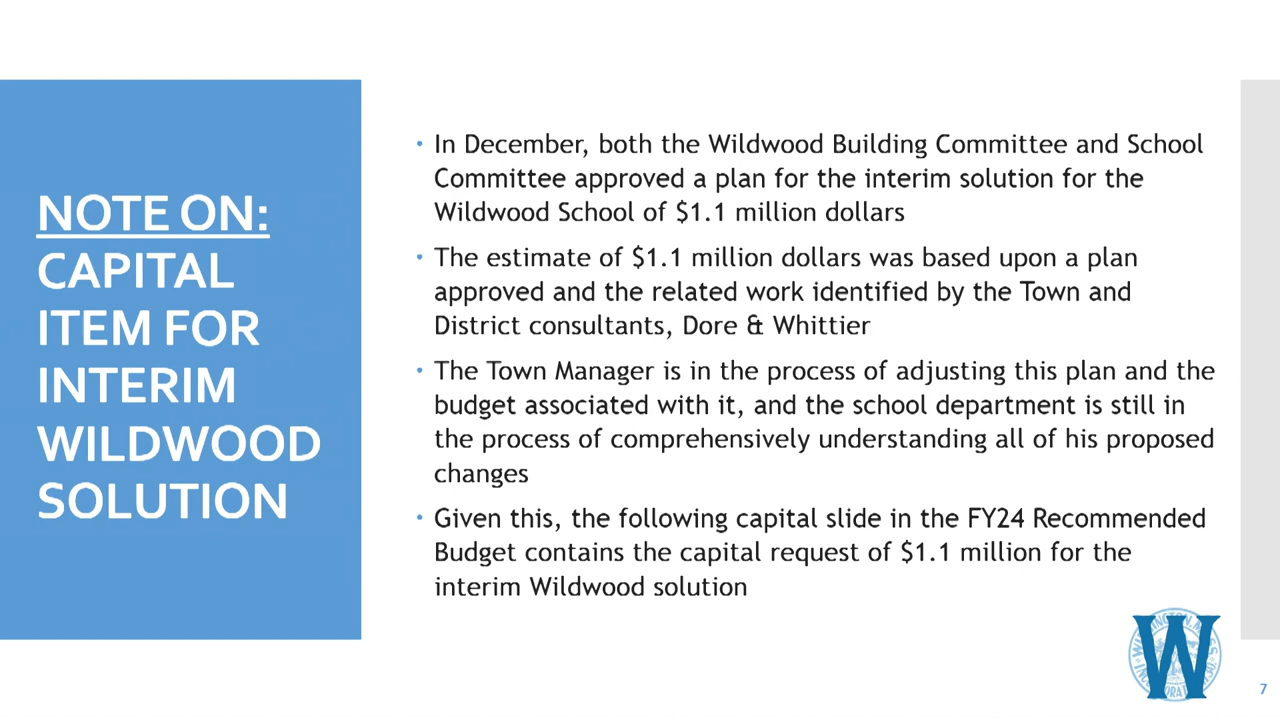 NOTE ON:
CAPITAL
ITEM FOR
INTERIM
WILDWOOD
SOLUTION
• In December, both the Wildwood Building Committee and School
Committee approved a plan for the interim solution for the
Wildwood School of $1.1 million dollars
• The estimate of $1.1 million dollars was based upon a plan
approved and the related work identified by the Town and
District consultants, Dore & Whittier
• The Town Manager is in the process of adjusting this plan and the
budget associated with it, and the school department is still in
the process of comprehensively understanding all of his proposed
changes
• Given this, the following capital slide in the FY24 Recommended
Budget contains the capital request of $1.1 million for the
interim Wildwood solution
W
7